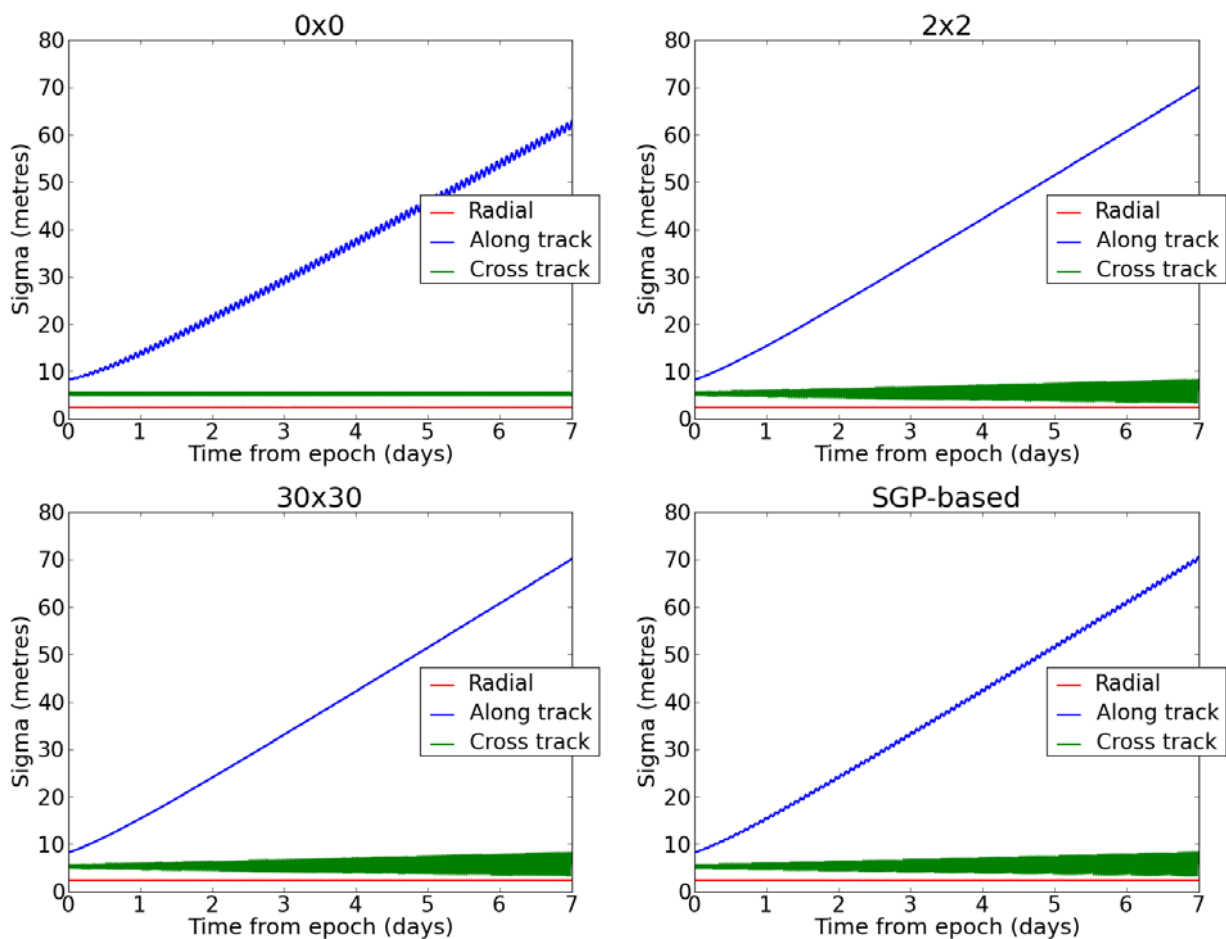 0x0
80
70
60
50
40
30
20
10
0
Sigma (metres)
Radial
Along track
Cross track
0 1 2 3 4 5 6 7
Time from epoch (days)
2x2
80
70
60
50
40
30
20
10
0
Sigma (metres)
Radial
Along track
Cross track
0 1 2 3 4 5 6 7
Time from epoch (days)
30x30
80
70
60
50
40
30
20
10
0
Sigma (metres)
Radial
Along track
Cross track
0 1 2 3 4 5 6 7
Time from epoch (days)
SGP-based
80
70
60
50
40
30
20
10
0
Sigma (metres)
Radial
Along track
Cross track
0 1 2 3 4 5 6 7
Time from epoch (days)